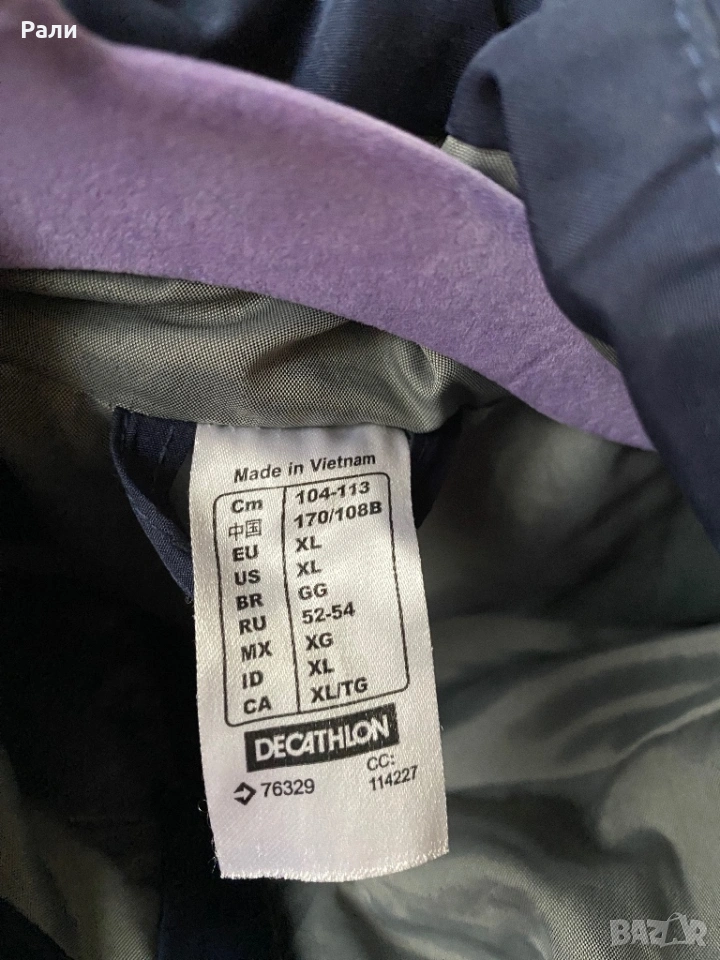 Рали
Made in Vietnam
Cm 104-113
中国 170/108B
EU XL
US XL
BR GG
RU 52-54
MX XG
ID XL
CA XL/TG
DECATHLON
76329 CC: 114227
BAZAR